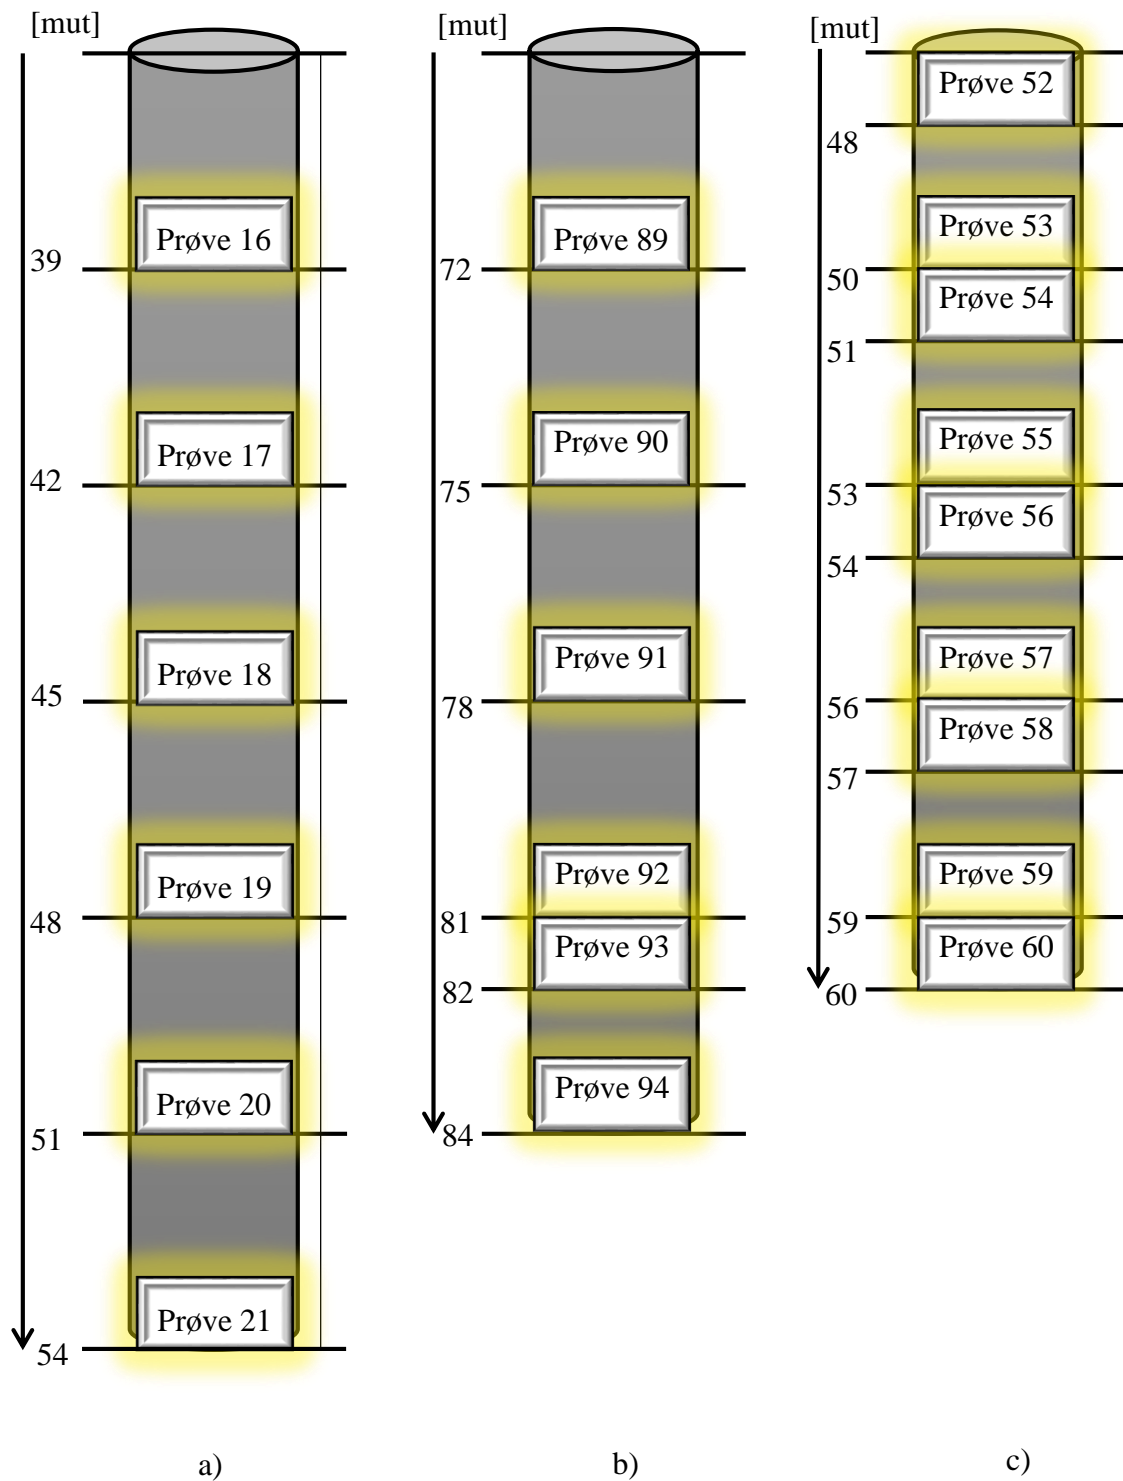 [mut]
Prøve 16
39
Prøve 17
42
Prøve 18
45
Prøve 19
48
Prøve 20
51
Prøve 21
54
a)
[mut]
Prøve 89
72
Prøve 90
75
Prøve 91
78
Prøve 92
81
Prøve 93
82
Prøve 94
84
b)
[mut]
Prøve 52
48
Prøve 53
50
Prøve 54
51
Prøve 55
53
Prøve 56
54
Prøve 57
56
Prøve 58
57
Prøve 59
59
Prøve 60
60
c)